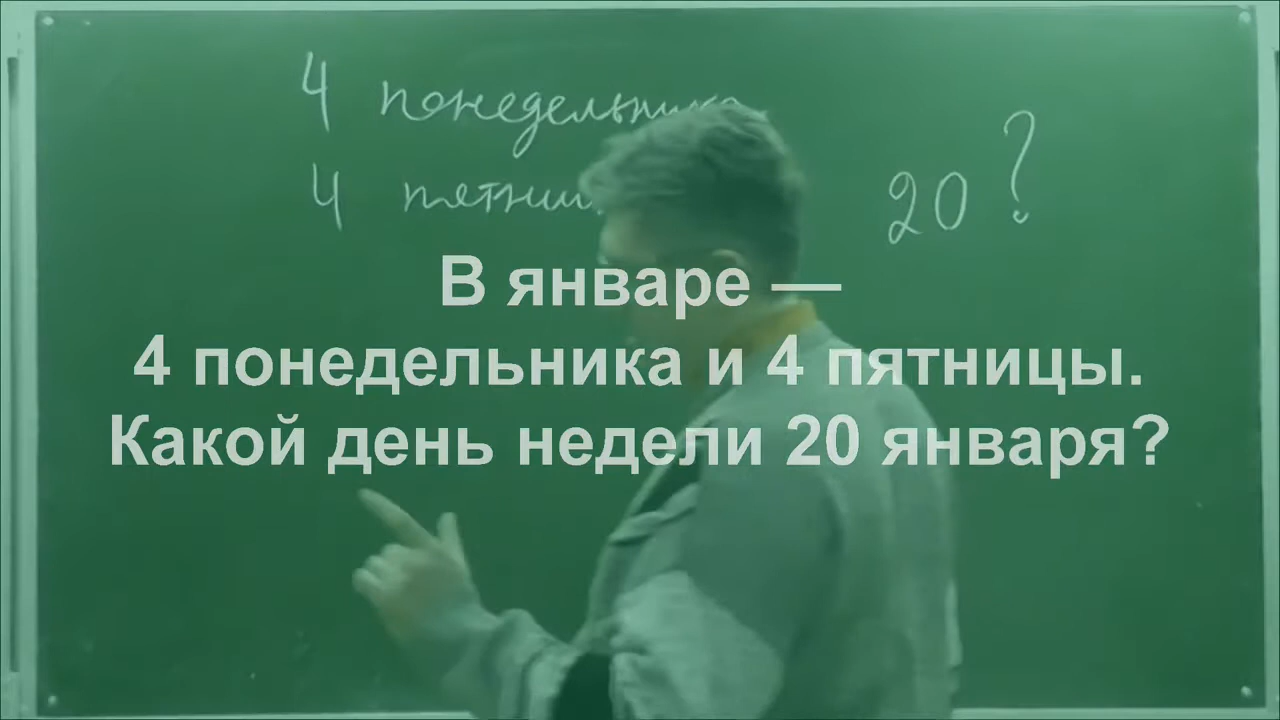 4 понедельника
4
20 ?
В январе —
4 понедельника и 4 пятницы.
Какой день недели 20 января?